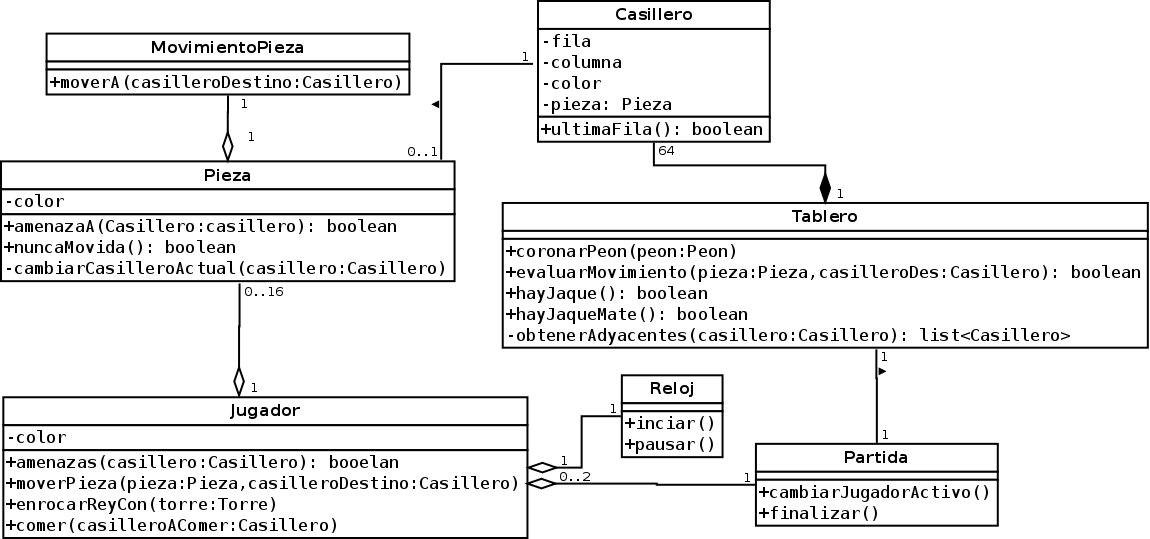 MovimientoPieza
+moverA(casilleroDestino:Casillero)
1
1
Casillero
-fila
-columna
-color
-pieza: Pieza
+ultimaFila(): boolean
1
0..1
64
1
Pieza
-color
+amenazaA(Casillero:casillero): boolean
+nuncaMovida(): boolean
-cambiarCasilleroActual(casillero:Casillero)
0..16
1
Tablero
+coronarPeon(peon:Peon)
+evaluarMovimiento(pieza:Pieza,casilleroDes:Casillero): boolean
+hayJaque(): boolean
+hayJaqueMate(): boolean
-obtenerAdyacentes(casillero:Casillero): list<Casillero>
1
1
Jugador
-color
+amenazas(casillero:Casillero): booelan
+moverPieza(pieza:Pieza,casilleroDestino:Casillero)
+enrocarReyCon(torre:Torre)
+comer(casilleroAComer:Casillero)
1
1
0..2
1
Reloj
+inciar()
+pausar()
Partida
+cambiarJugadorActivo()
+finalizar()